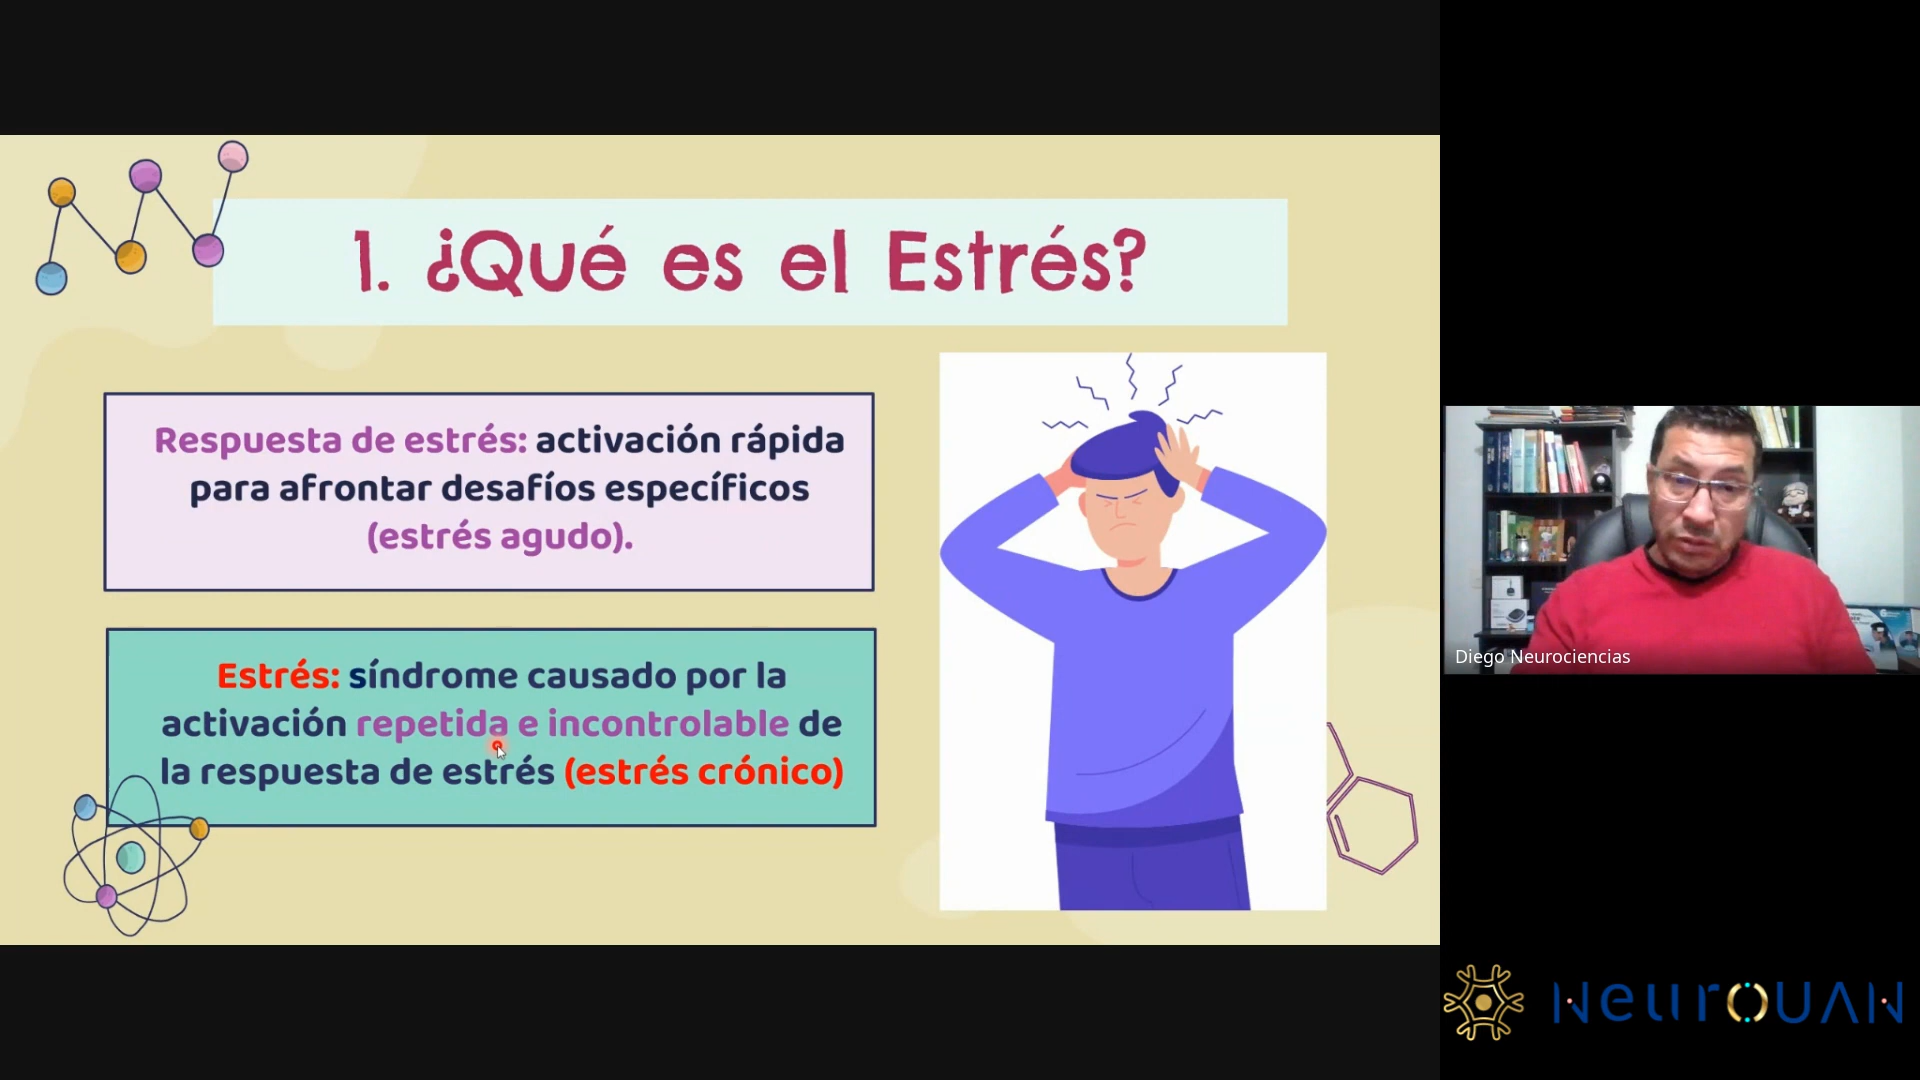 1. ¿Qué es el Estrés?
Respuesta de estrés: activación rápida
para afrontar desafíos específicos
(estrés agudo).
Estrés: síndrome causado por la
activación repetida e incontrolable de
la respuesta de estrés (estrés crónico)
Diego Neurociencias
NeurOUAN